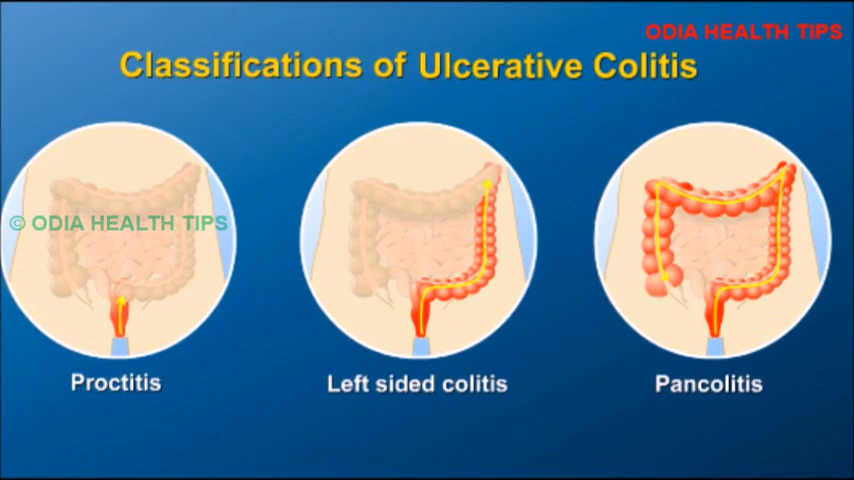 ODIA HEALTH TIPS
Classifications of Ulcerative Colitis
© ODIA HEALTH TIPS
Proctitis
Left sided colitis
Pancolitis